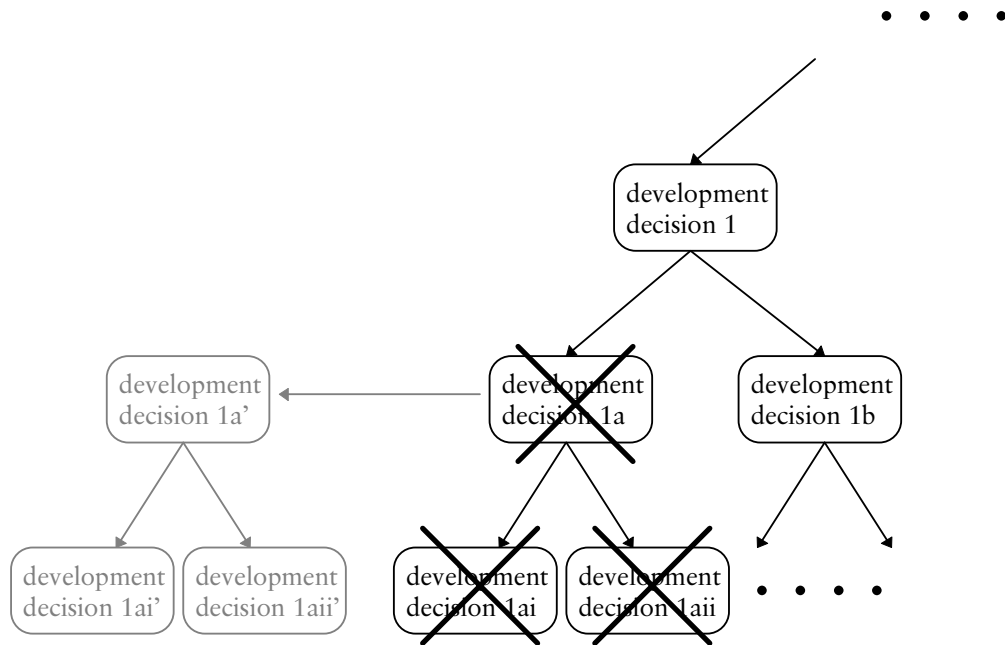 development
decision 1
development
decision 1a’
development
decision 1a
development
decision 1b
development
decision 1ai’
development
decision 1aii’
development
decision 1ai
development
decision 1aii